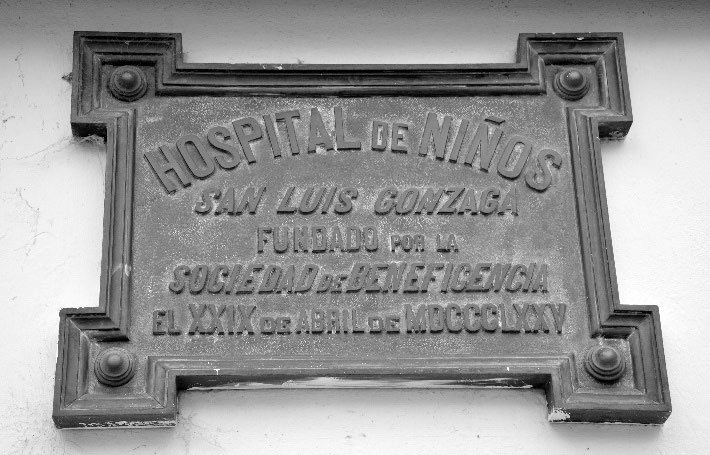 HOSPITAL DE NIÑOS
SAN LUIS GONZAGA
FUNDADO POR LA
SOCIEDAD DE BENEFICENCIA
EL XXIX DE ABRIL DE MDCCCLXXV